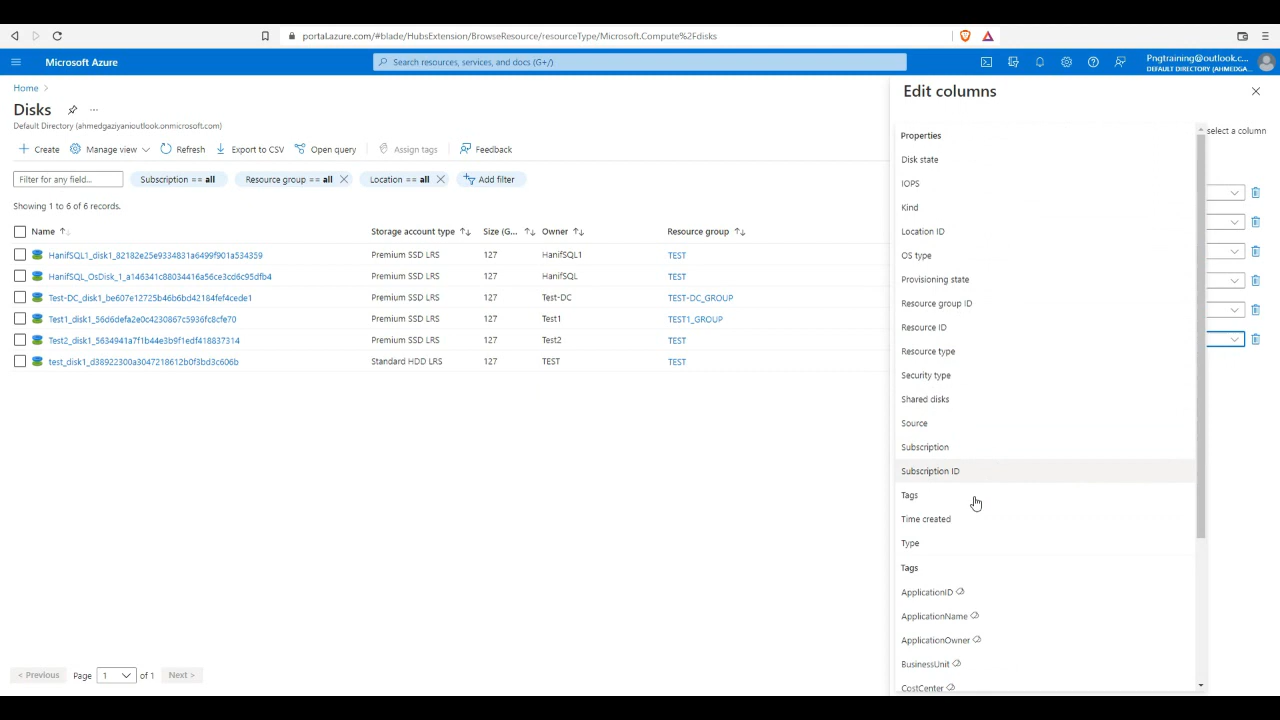 portal.azure.com/#blade/HubsExtension/BrowseResource/resourceType/Microsoft.Compute%2Fdisks
Microsoft Azure
Search resources, services, and docs (G+/)
Pngtraining@outlook.c...
DEFAULT DIRECTORY (AHMEDGA...
Home
Disks
...
Default Directory (ahmedgaziyanioutlook.onmicrosoft.com)
Create
Manage view
Refresh
Export to CSV
Open query
Assign tags
Feedback
Filter for any field...
Subscription == all
Resource group == all
Location == all
Add filter
Showing 1 to 6 of 6 records.
Name
Storage account type
Size (G...
Owner
Resource group
HanifSQL1_disk1_82182e25e9334831a6499f901a534359
Premium SSD LRS
127
HanifSQL1
TEST
HanifSQL_OsDisk_1_a146341c88034416a56ce3cd6c95dfb4
Premium SSD LRS
127
HanifSQL
TEST
Test-DC_disk1_be607e12725b46b6bd42184fef4cede1
Premium SSD LRS
127
Test-DC
TEST-DC_GROUP
Test1_disk1_56d6defa2e0c4230867c5936fc8cfe70
Premium SSD LRS
127
Test1
TEST1_GROUP
Test2_disk1_5634941a7f1b44e3b9f1edf418837314
Premium SSD LRS
127
Test2
TEST
test_disk1_d38922300a3047218612b0f3bd3c606b
Standard HDD LRS
127
TEST
TEST
< Previous
Page
1
of 1
Next >
Edit columns
select a column
Properties
Disk state
IOPS
Kind
Location ID
OS type
Provisioning state
Resource group ID
Resource ID
Resource type
Security type
Shared disks
Source
Subscription
Subscription ID
Tags
Time created
Type
Tags
ApplicationID
ApplicationName
ApplicationOwner
BusinessUnit
CostCenter